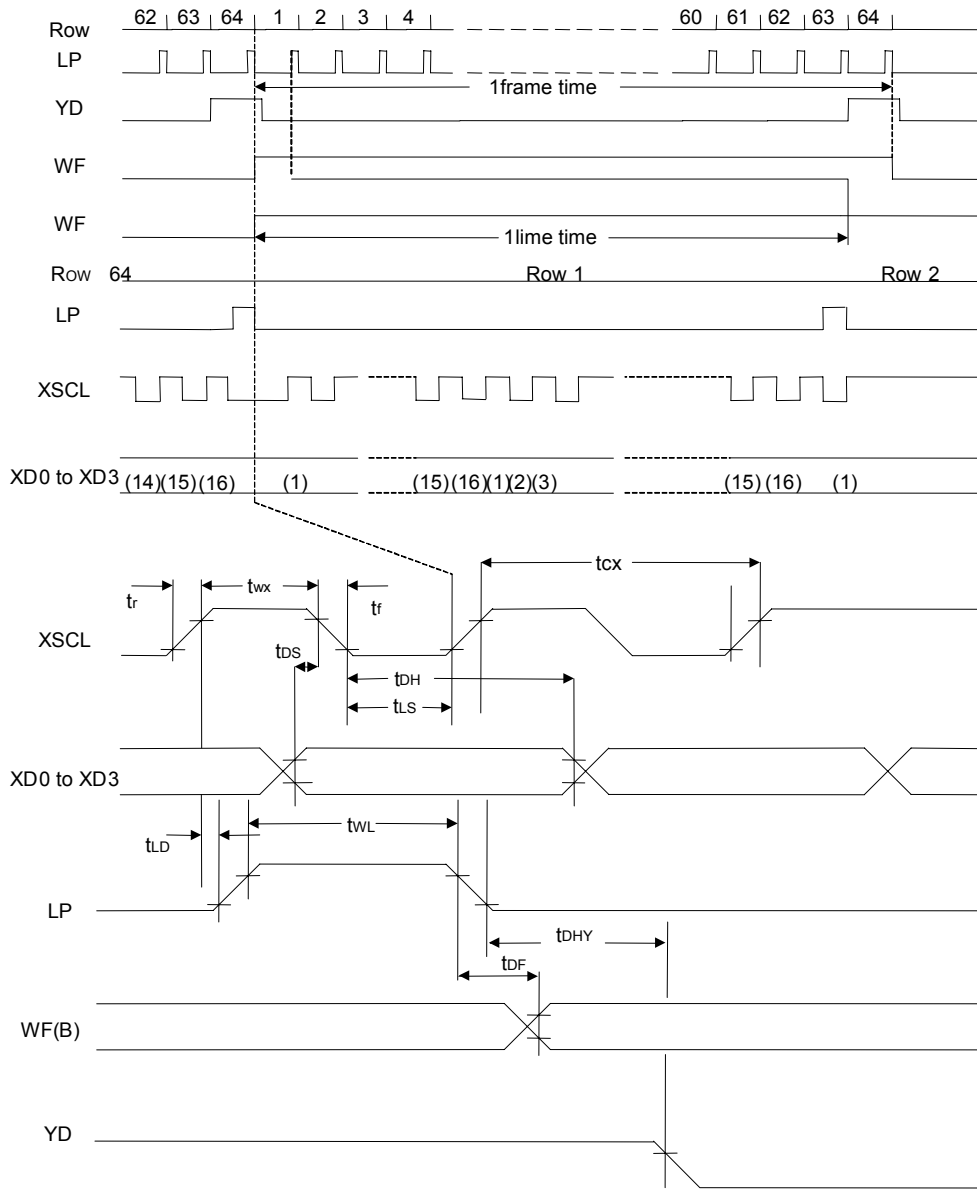 62 63 64 1 2 3 4 60 61 62 63 64
Row
LP
1frame time
YD
WF
WF
1lime time
Row 64 Row 1 Row 2
LP
XSCL
XD0 to XD3
(14)(15)(16) (1) (15)(16)(1)(2)(3) (15)(16) (1)
tcx
tr twx tf
XSCL
tDS
tDH
tLS
XD0 to XD3
tWL
tLD
LP
tDHY
tDF
WF(B)
YD